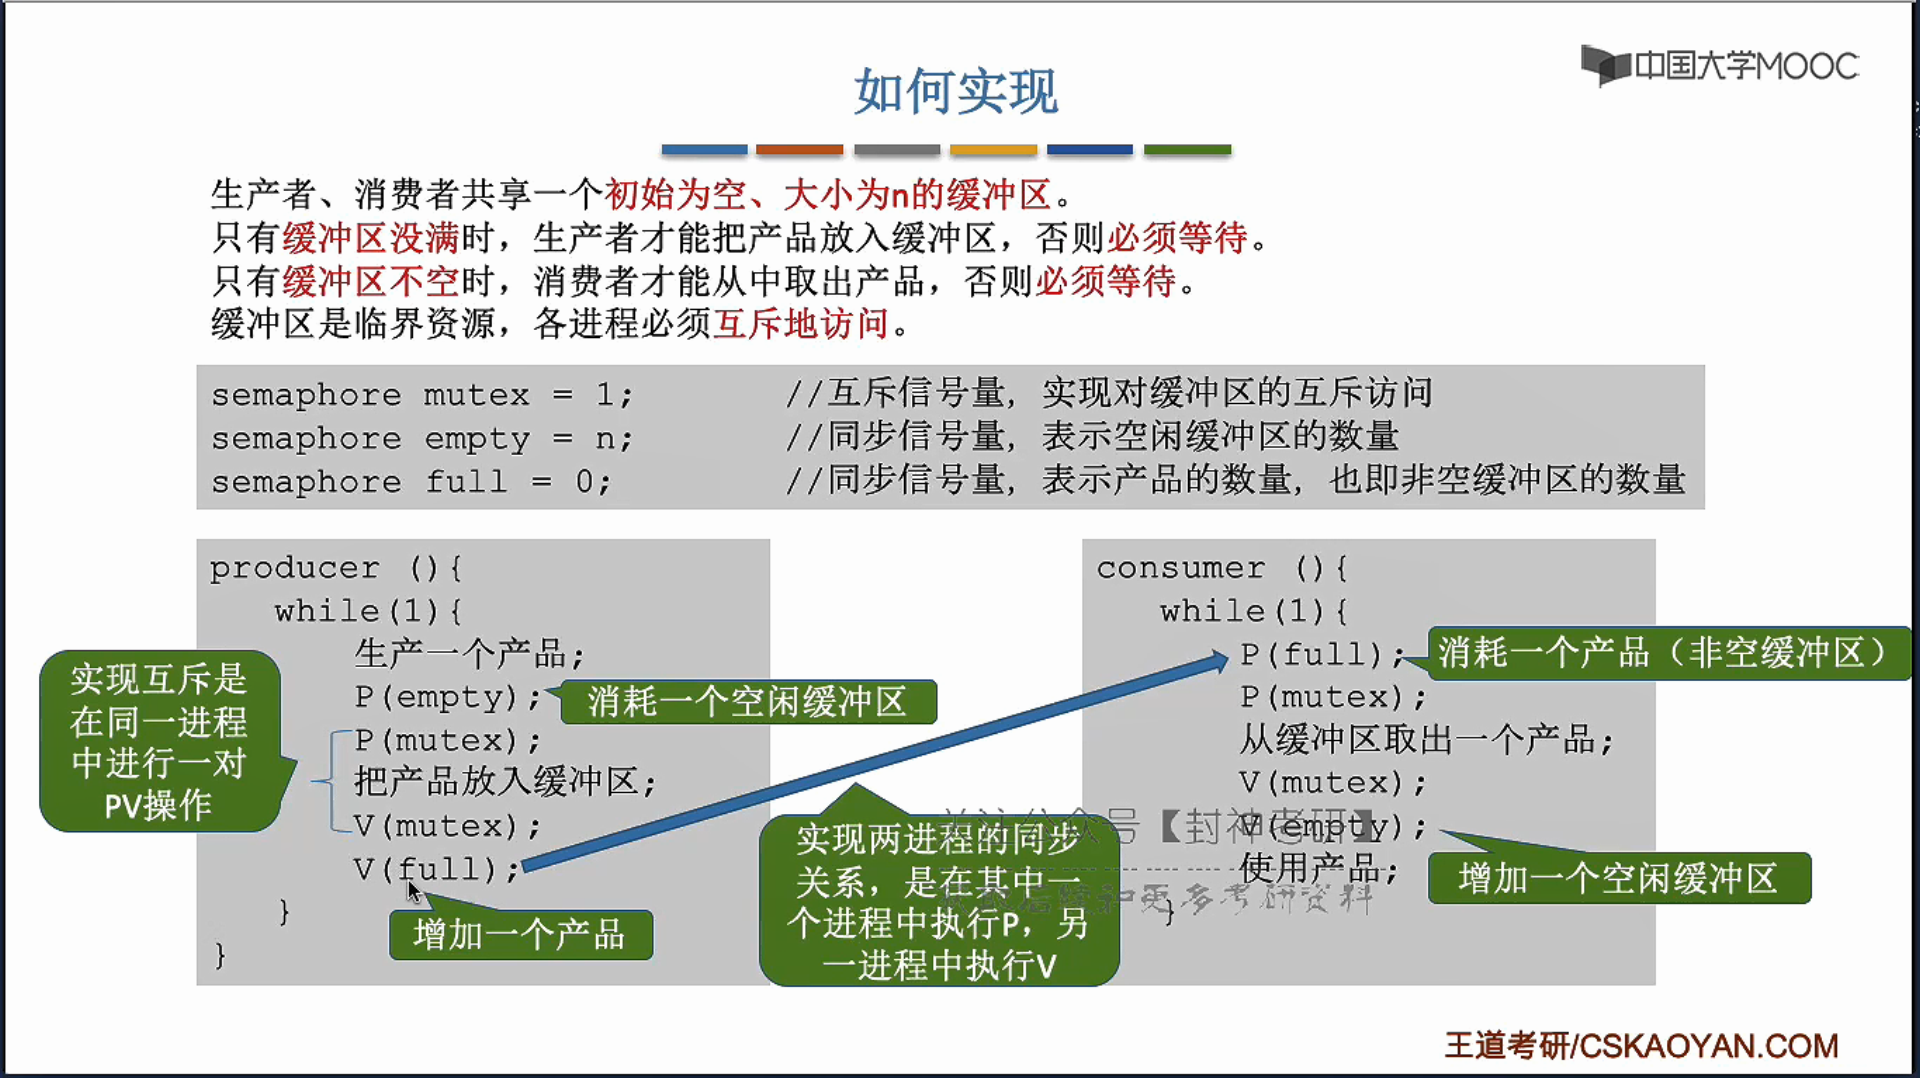 中国大学MOOC
如何实现
生产者、消费者共享一个初始为空、大小为n的缓冲区。
只有缓冲区没满时，生产者才能把产品放入缓冲区，否则必须等待。
只有缓冲区不空时，消费者才能从中取出产品，否则必须等待。
缓冲区是临界资源，各进程必须互斥地访问。
semaphore mutex = 1; //互斥信号量，实现对缓冲区的互斥访问
semaphore empty = n; //同步信号量，表示空闲缓冲区的数量
semaphore full = 0; //同步信号量，表示产品的数量，也即非空缓冲区的数量
producer (){
while(1){
生产一个产品;
P(empty);
消耗一个空闲缓冲区
P(mutex);
把产品放入缓冲区;
V(mutex);
V(full);
增加一个产品
}
}
实现互斥是
在同一进程
中进行一对
PV操作
实现两进程的同步
关系，是在其中一
个进程中执行P，另
一进程中执行V
consumer (){
while(1){
P(full);
消耗一个产品（非空缓冲区）
P(mutex);
从缓冲区取出一个产品;
V(mutex);
V(empty);
增加一个空闲缓冲区
使用产品;
}
关注公众号【封神考研】
王道考研/CSKAOYAN.COM